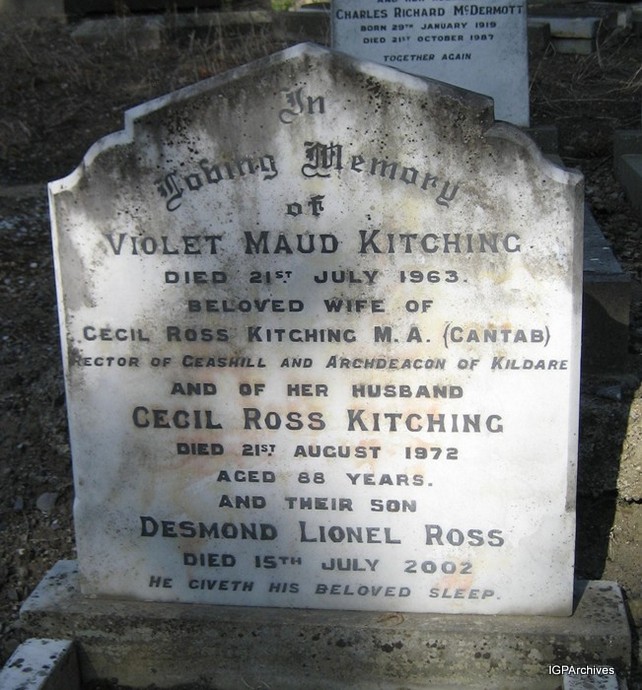 CHARLES RICHARD McDERMOTT
BORN 29TH JANUARY 1919
DIED 21ST OCTOBER 1987
TOGETHER AGAIN
In
Loving Memory
of
VIOLET MAUD KITCHING
DIED 21ST JULY 1963.
BELOVED WIFE OF
CECIL ROSS KITCHING M.A. (CANTAB)
RECTOR OF GEASHILL AND ARCHDEACON OF KILDARE
AND OF HER HUSBAND
CECIL ROSS KITCHING
DIED 21ST AUGUST 1972
AGED 88 YEARS.
AND THEIR SON
DESMOND LIONEL ROSS
DIED 15TH JULY 2002
HE GIVETH HIS BELOVED SLEEP.
IGPArchives